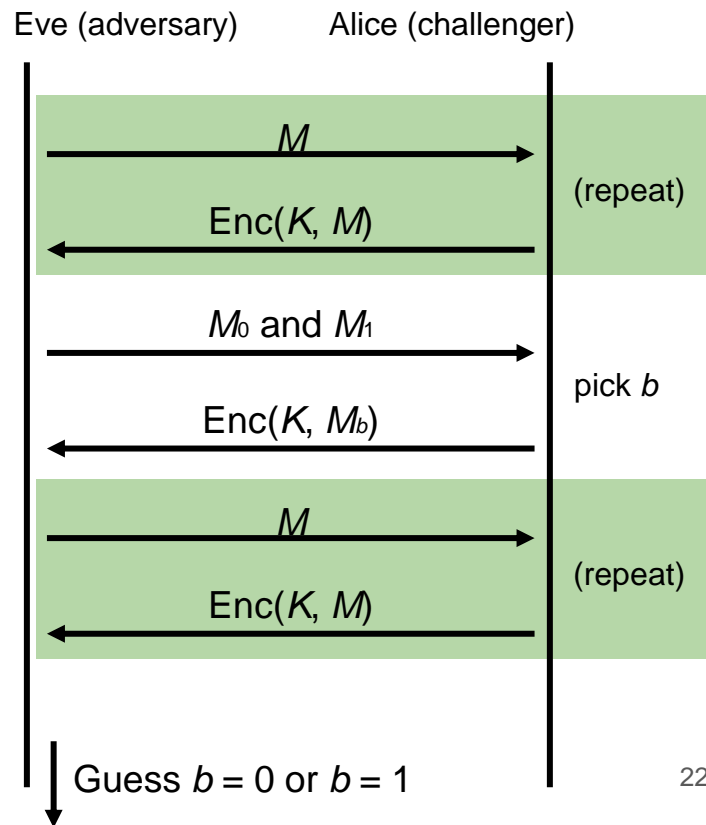 Eve (adversary) Alice (challenger)
M
(repeat)
Enc(K, M)
M₀ and M₁
pick b
Enc(K, Mb)
M
(repeat)
Enc(K, M)
Guess b = 0 or b = 1
22